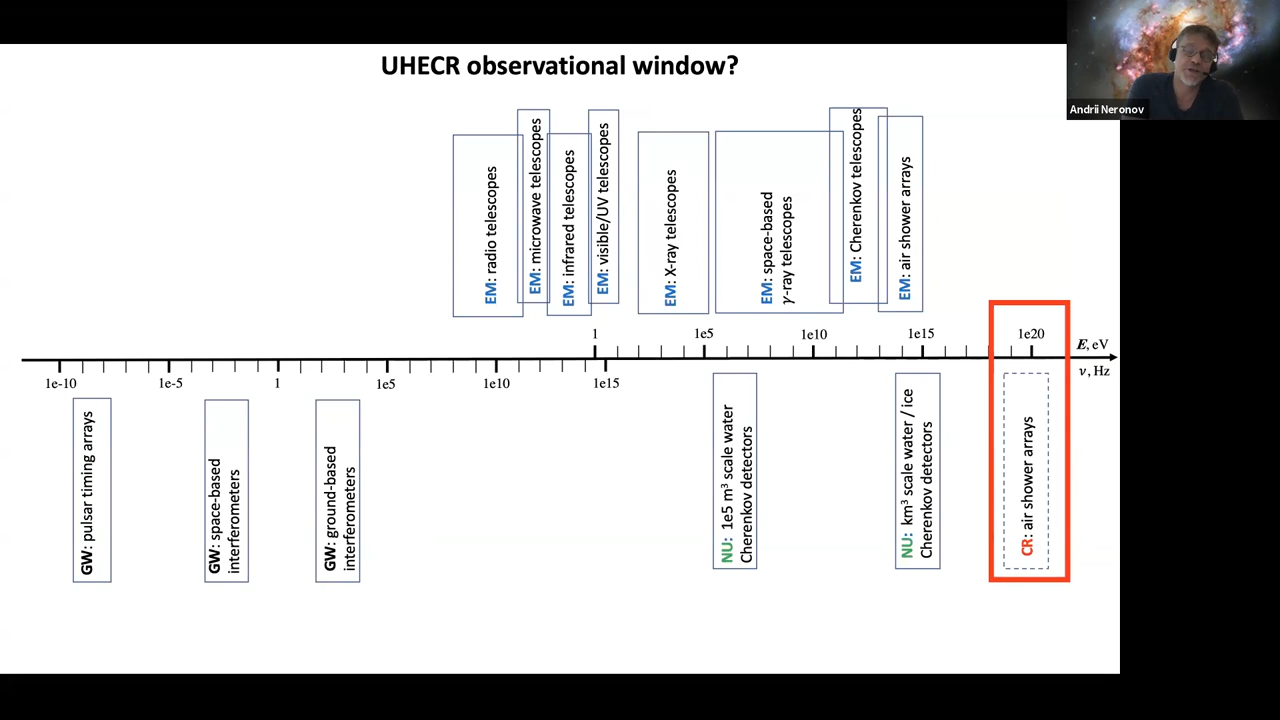 UHECR observational window?
Andrii Neronov
EM: radio telescopes
EM: microwave telescopes
EM: infrared telescopes
EM: visible/UV telescopes
EM: X-ray telescopes
EM: space-based
γ-ray telescopes
EM: Cherenkov telescopes
EM: air shower arrays
1
1e5
1e10
1e15
1e20
E, eV
1e-10
1e-5
1
1e5
1e10
1e15
ν, Hz
GW: pulsar timing arrays
GW: space-based
interferometers
GW: ground-based
interferometers
NU: 1e5 m³ scale water
Cherenkov detectors
NU: km³ scale water / ice
Cherenkov detectors
CR: air shower arrays